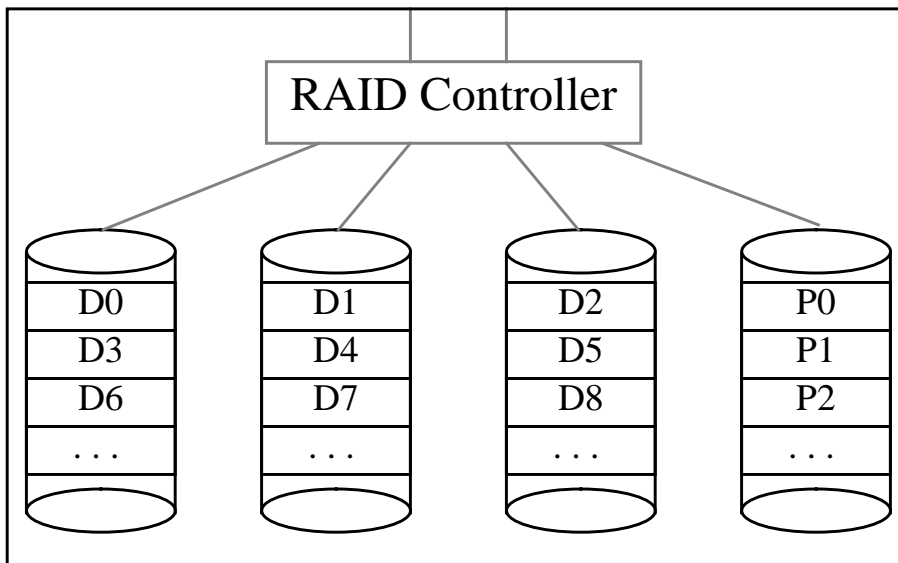 RAID Controller
D0 D1 D2 P0
D3 D4 D5 P1
D6 D7 D8 P2
. . . . . . . . . . . .